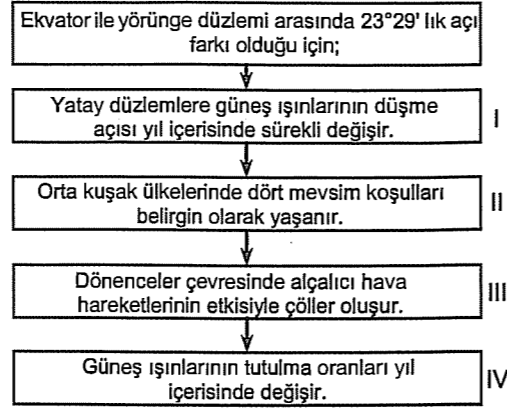 Ekvator ile yörünge düzlemi arasında 23°29' lık açı
farkı olduğu için;
Yatay düzlemlere güneş ışınlarının düşme
açısı yıl içerisinde sürekli değişir.
I
Orta kuşak ülkelerinde dört mevsim koşulları
belirgin olarak yaşanır.
II
Dönenceler çevresinde alçalıcı hava
hareketlerinin etkisiyle çöller oluşur.
III
Güneş ışınlarının tutulma oranları yıl
içerisinde değişir.
IV